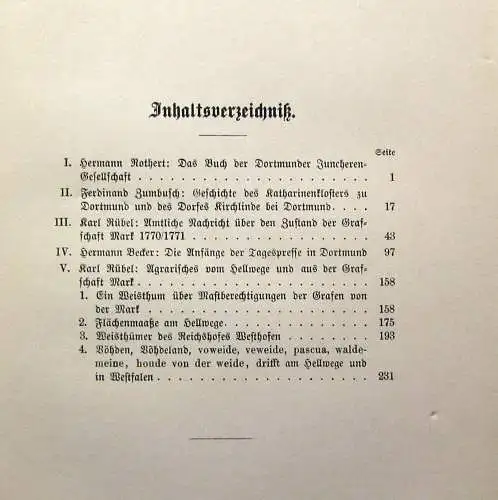 Inhaltsverzeichniß.
Seite
I. Hermann Rothert: Das Buch der Dortmunder Juncheren-
Gesellschaft . . . . . . . . . . . . . . . . . . . . 1
II. Ferdinand Zumbusch: Geschichte des Katharinenklosters zu
Dortmund und des Dorfes Kirchlinde bei Dortmund . . . . . 17
III. Karl Rübel: Amtliche Nachricht über den Zustand der Graf-
schaft Mark 1770/1771 . . . . . . . . . . . . . . . 43
IV. Hermann Becker: Die Anfänge der Tagespresse in Dortmund 97
V. Karl Rübel: Agrarisches vom Hellwege und aus der Graf-
schaft Mark . . . . . . . . . . . . . . . . . . . . 158
1. Ein Weisthum über Mastberechtigungen der Grafen von
der Mark . . . . . . . . . . . . . . . . . . . . 158
2. Flächenmaaße am Hellwege . . . . . . . . . . . . . 175
3. Weisthümer des Reichshofes Westhofen . . . . . . . . 193
4. Vöhden, Vöhdeland, voweide, veweide, pascua, walde-
meine, houde von der weide, drifft am Hellwege und
in Westfalen . . . . . . . . . . . . . . . . . . 231